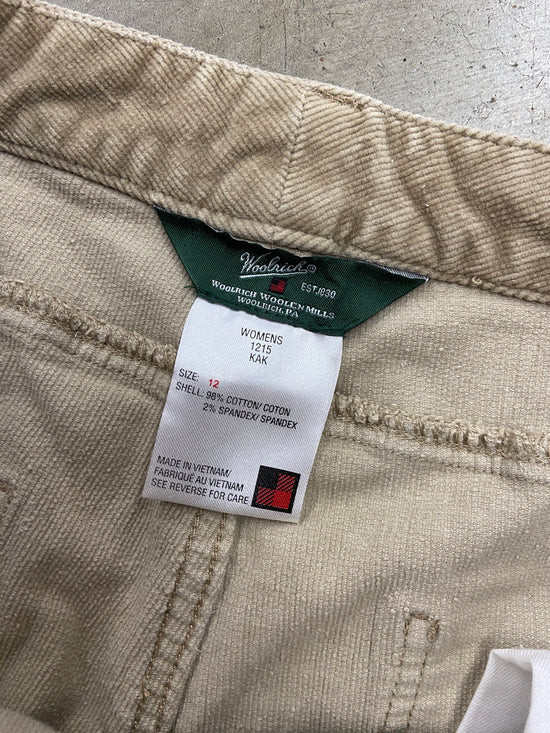 Woolrich®
EST.1830
WOOLRICH WOOLEN MILLS
WOOLRICH, PA
WOMENS
1215
KAK
SIZE: 12
SHELL: 98% COTTON/ COTON
2% SPANDEX/ SPANDEX
MADE IN VIETNAM/
FABRIQUÉ AU VIETNAM
SEE REVERSE FOR CARE